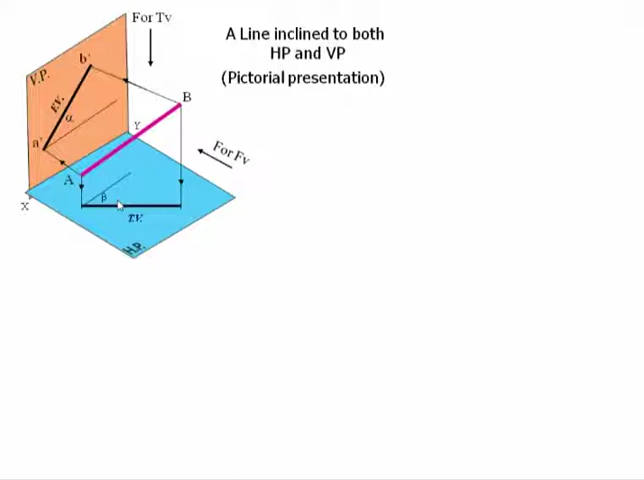 For Tv
A Line inclined to both
HP and VP
(Pictorial presentation)
V.P.
b'
B
F.V.
α
Y
a'
For Fv
A
β
X
T.V.
H.P.